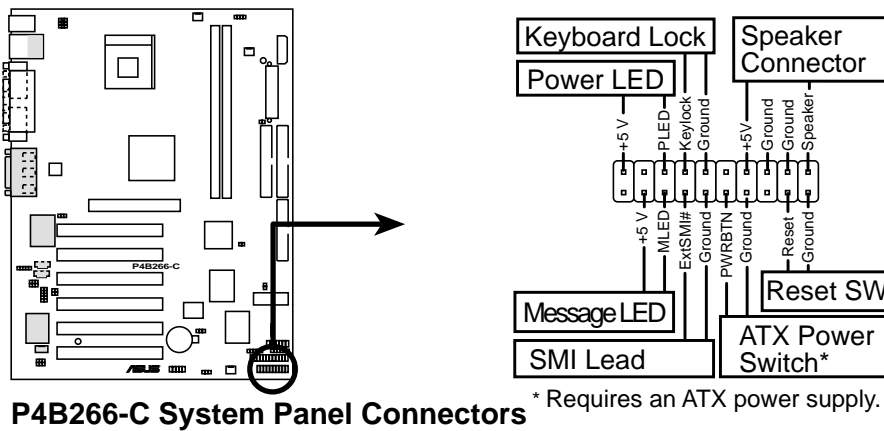 Keyboard Lock
Speaker
Connector
Power LED
+5 V
PLED
Keylock
Ground
+5V
Ground
Ground
Speaker
+5 V
MLED
ExtSMI#
Ground
PWRBTN
Ground
Reset
Ground
Reset SW
Message LED
ATX Power
Switch*
SMI Lead
P4B266-C
ASUS
* Requires an ATX power supply.
P4B266-C System Panel Connectors